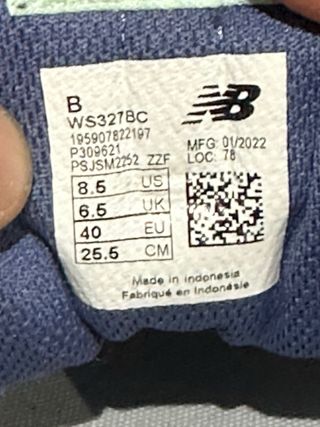 B
WS327BC
195907822197
P309621
PSJSM2252 ZZF
NB
MFG: 01/2022
LOC: 78
8.5 US
6.5 UK
40 EU
25.5 CM
Made in indonesia
Fabriqué en Indonésie